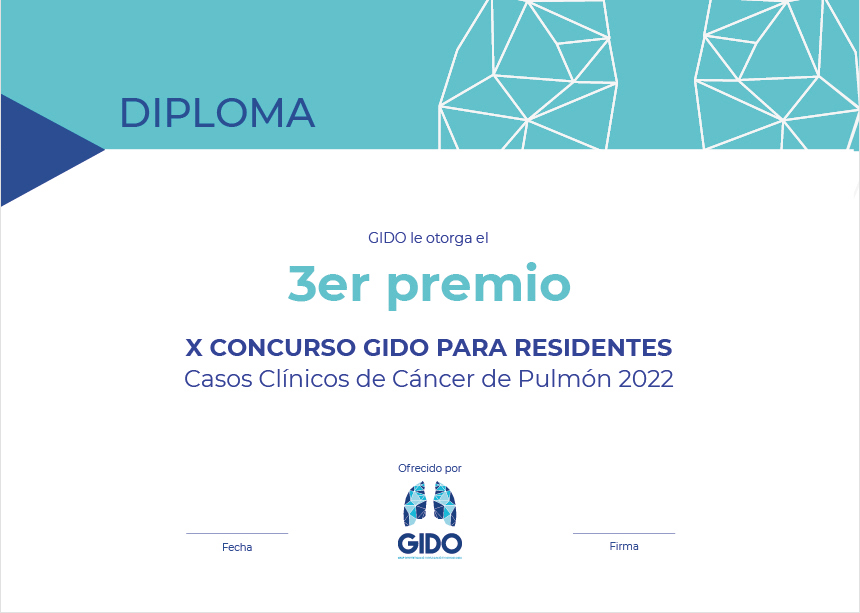 DIPLOMA
GIDO le otorga el
3er premio
X CONCURSO GIDO PARA RESIDENTES
Casos Clínicos de Cáncer de Pulmón 2022
Ofrecido por
GIDO
Fecha
Firma